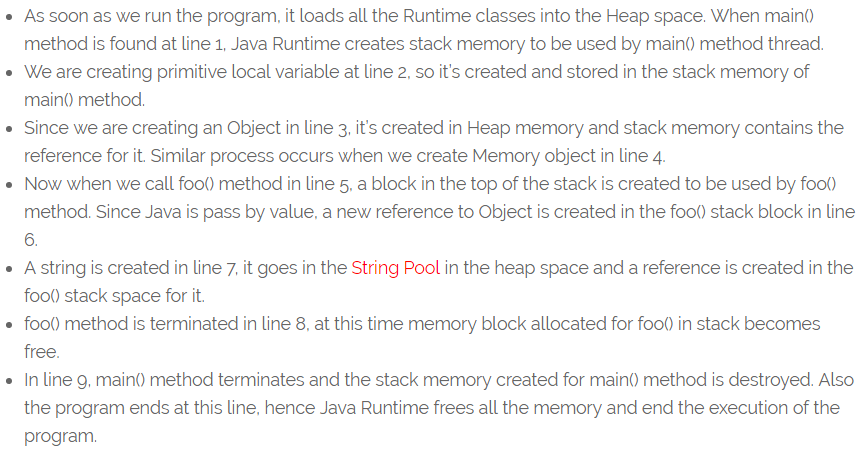 • As soon as we run the program, it loads all the Runtime classes into the Heap space. When main()
method is found at line 1, Java Runtime creates stack memory to be used by main() method thread.
• We are creating primitive local variable at line 2, so it's created and stored in the stack memory of
main() method.
• Since we are creating an Object in line 3, it's created in Heap memory and stack memory contains the
reference for it. Similar process occurs when we create Memory object in line 4.
• Now when we call foo() method in line 5, a block in the top of the stack is created to be used by foo()
method. Since Java is pass by value, a new reference to Object is created in the foo() stack block in line
6.
• A string is created in line 7, it goes in the String Pool in the heap space and a reference is created in the
foo() stack space for it.
• foo() method is terminated in line 8, at this time memory block allocated for foo() in stack becomes
free.
• In line 9, main() method terminates and the stack memory created for main() method is destroyed. Also
the program ends at this line, hence Java Runtime frees all the memory and end the execution of the
program.